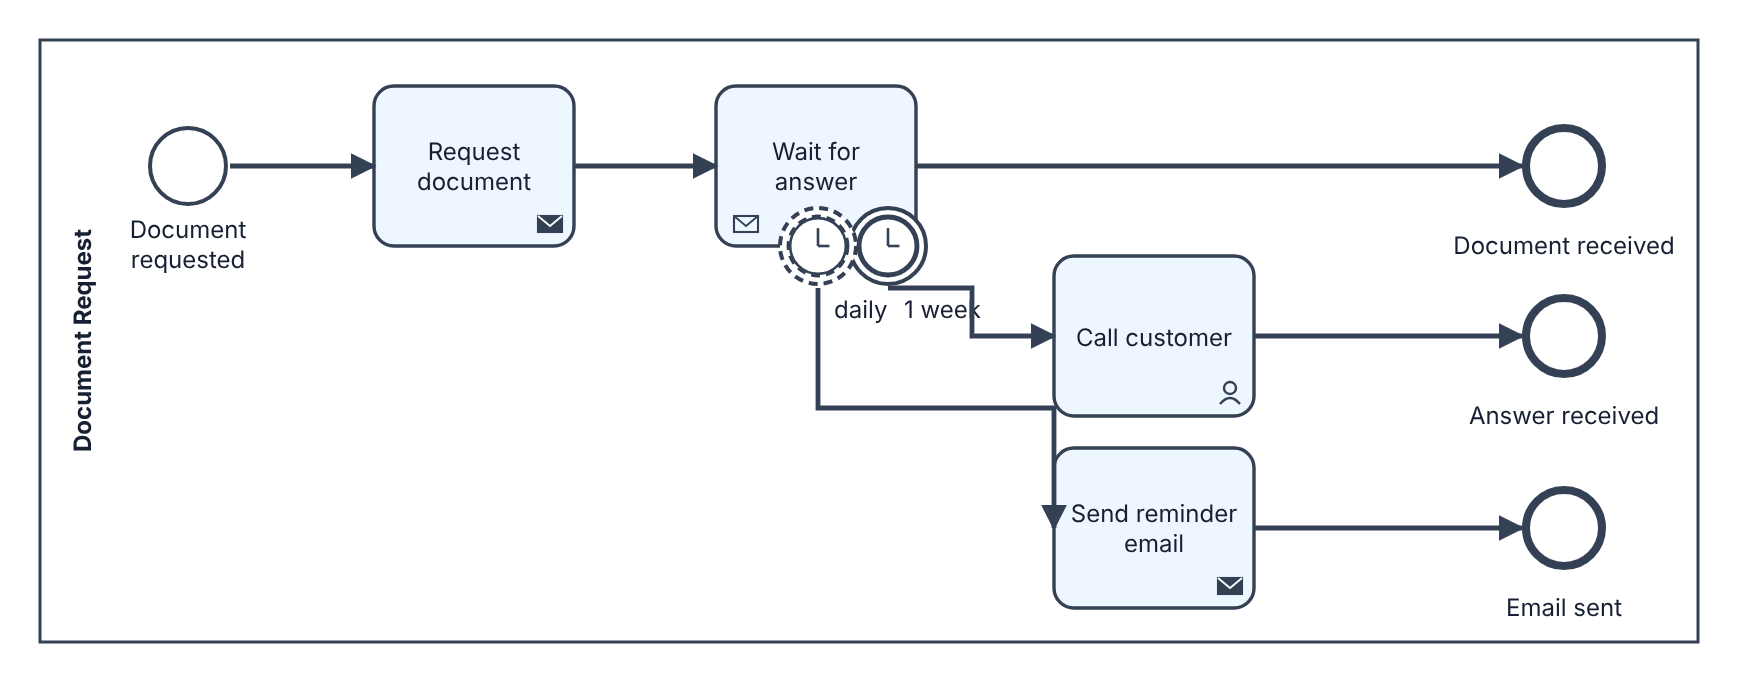 Document Request
Document
requested
Request
document
Wait for
answer
daily
1 week
Call customer
Send reminder
email
Document received
Answer received
Email sent